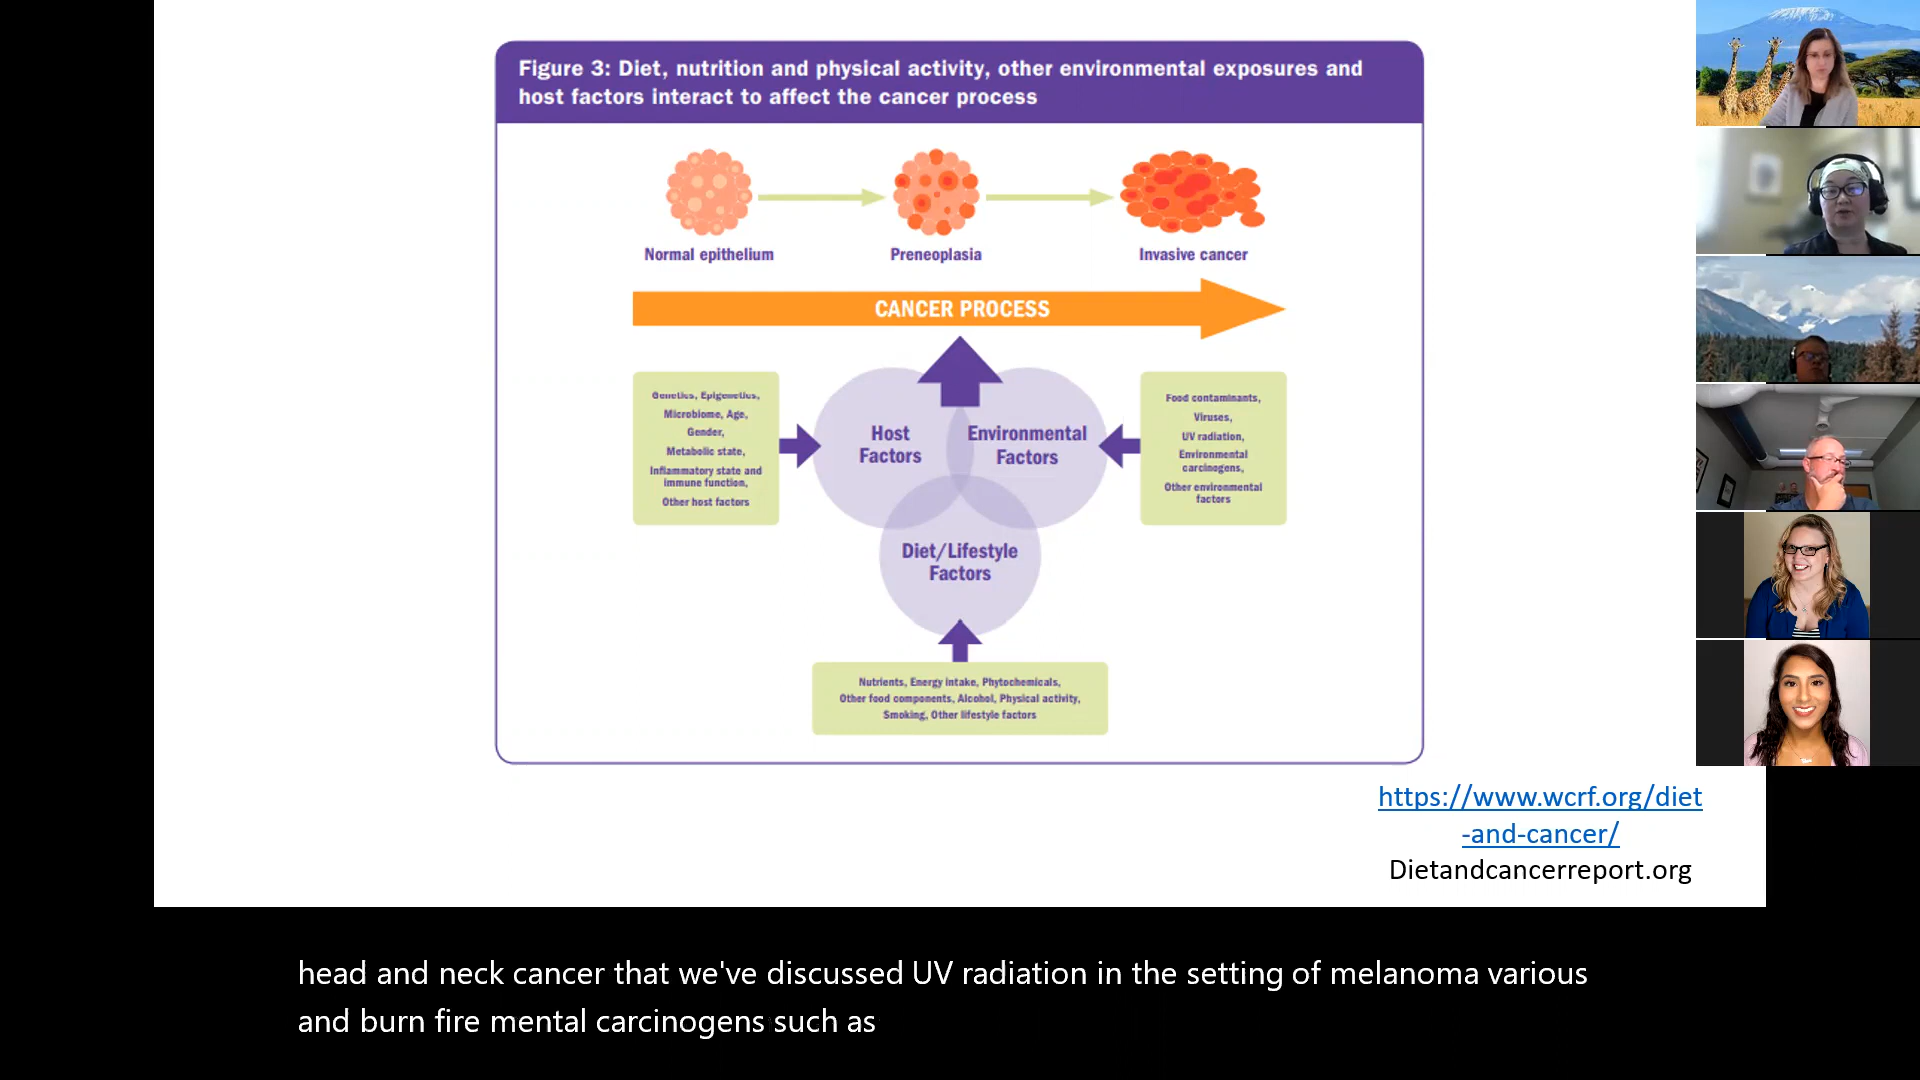 Figure 3: Diet, nutrition and physical activity, other environmental exposures and
host factors interact to affect the cancer process
Normal epithelium
Preneoplasia
Invasive cancer
CANCER PROCESS
Genetics, Epigenetics,
Microbiome, Age,
Gender,
Metabolic state,
Inflammatory state and
immune function,
Other host factors
Host
Factors
Environmental
Factors
Food contaminants,
Viruses,
UV radiation,
Environmental
carcinogens,
Other environmental
factors
Diet/Lifestyle
Factors
Nutrients, Energy intake, Phytochemicals,
Other food components, Alcohol, Physical activity,
Smoking, Other lifestyle factors
https://www.wcrf.org/diet
-and-cancer/
Dietandcancerreport.org
head and neck cancer that we've discussed UV radiation in the setting of melanoma various
and burn fire mental carcinogens such as